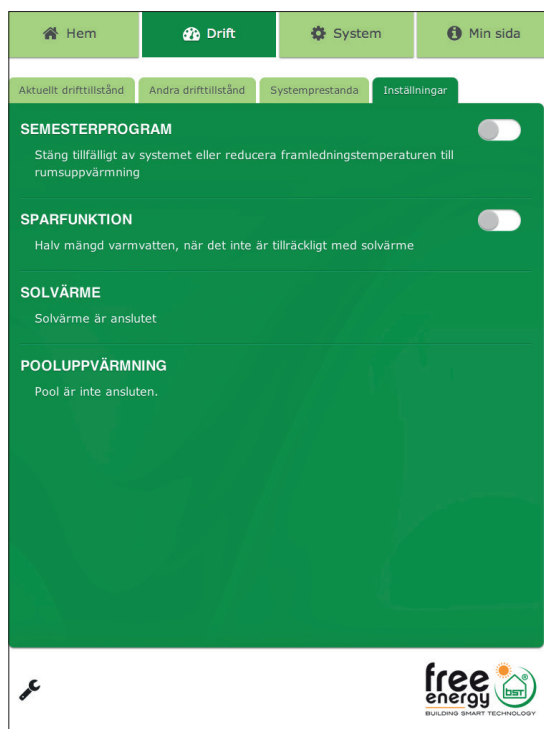 Hem
Drift
System
Min sida
Aktuellt drifttillstånd
Andra drifttillstånd
Systemprestanda
Inställningar
SEMESTERPROGRAM
Stäng tillfälligt av systemet eller reducera framledningstemperaturen till
rumsuppvärmning
SPARFUNKTION
Halv mängd varmvatten, när det inte är tillräckligt med solvärme
SOLVÄRME
Solvärme är anslutet
POOLUPPVÄRMNING
Pool är inte ansluten.
free
energy
bst
®
BUILDING SMART TECHNOLOGY